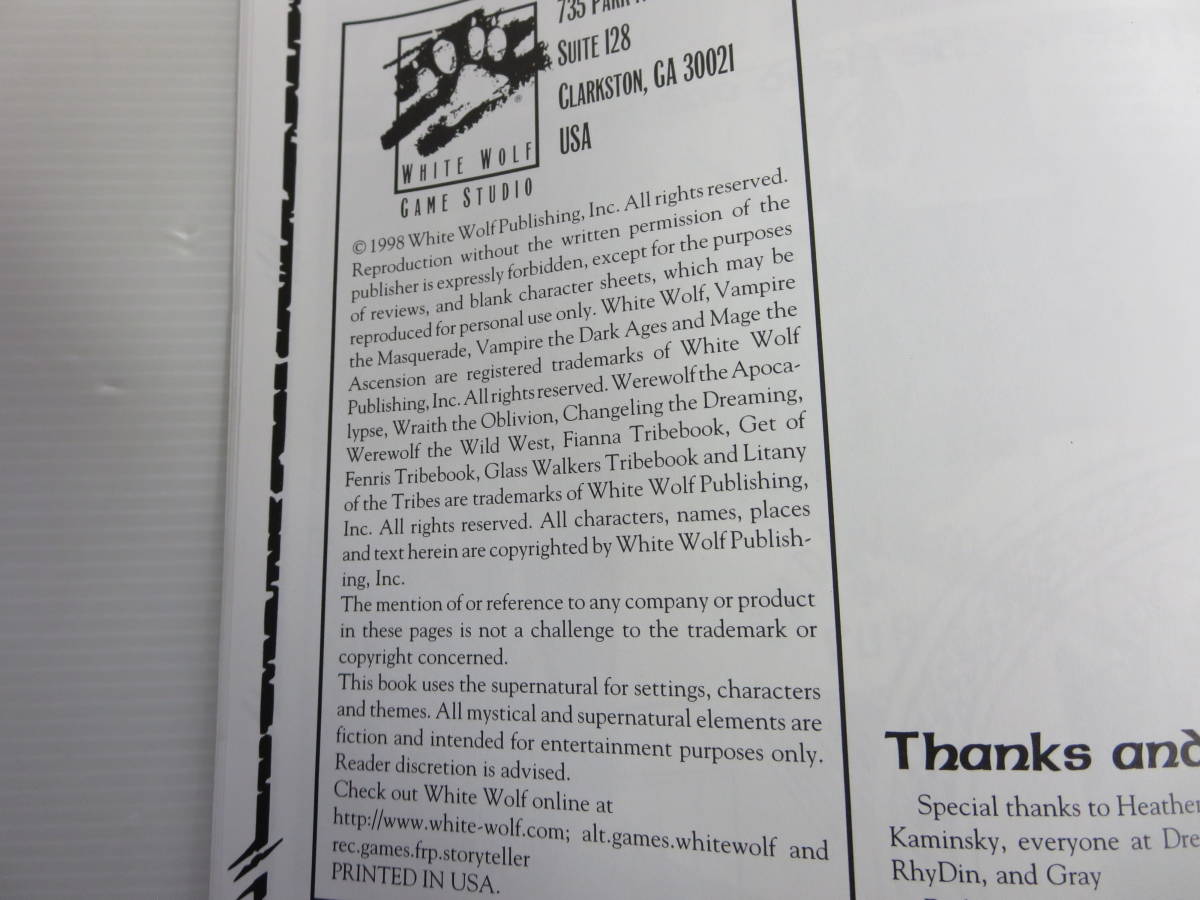 735 PARK
SUITE 128
CLARKSTON, GA 30021
USA
WHITE WOLF
GAME STUDIO
© 1998 White Wolf Publishing, Inc. All rights reserved.
Reproduction without the written permission of the
publisher is expressly forbidden, except for the purposes
of reviews, and blank character sheets, which may be
reproduced for personal use only. White Wolf, Vampire
the Masquerade, Vampire the Dark Ages and Mage the
Ascension are registered trademarks of White Wolf
Publishing, Inc. All rights reserved. Werewolf the Apoca-
lypse, Wraith the Oblivion, Changeling the Dreaming,
Werewolf the Wild West, Fianna Tribebook, Get of
Fenris Tribebook, Glass Walkers Tribebook and Litany
of the Tribes are trademarks of White Wolf Publishing,
Inc. All rights reserved. All characters, names, places
and text herein are copyrighted by White Wolf Publish-
ing, Inc.
The mention of or reference to any company or product
in these pages is not a challenge to the trademark or
copyright concerned.
This book uses the supernatural for settings, characters
and themes. All mystical and supernatural elements are
fiction and intended for entertainment purposes only.
Reader discretion is advised.
Check out White Wolf online at
http://www.white-wolf.com; alt.games.whitewolf and
rec.games.frp.storyteller
PRINTED IN USA.
Thanks and
Special thanks to Heather
Kaminsky, everyone at Dre
RhyDin, and Gray